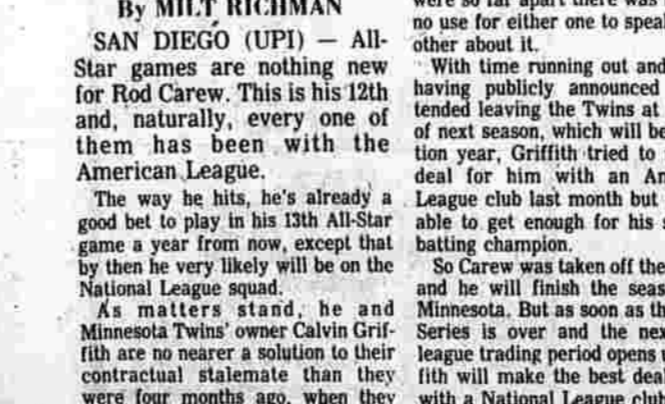 By MILT RICHMAN
SAN DIEGO (UPI) — All-
Star games are nothing new
for Rod Carew. This is his 12th
and, naturally, every one of
them has been with the
American League.
The way he hits, he's already a
good bet to play in his 13th All-Star
game a year from now, except that
by then he very likely will be on the
National League squad.
As matters stand, he and
Minnesota Twins' owner Calvin Grif-
fith are no nearer a solution to their
contractual stalemate than they
were four months ago, when they
were so far apart there was
no use for either one to spea
other about it.
With time running out and
having publicly announced
tended leaving the Twins at
of next season, which will be
tion year, Griffith tried to
deal for him with an Am
League club last month but
able to get enough for his
batting champion.
So Carew was taken off the
and he will finish the seas
Minnesota. But as soon as th
Series is over and the nex
league trading period opens
fith will make the best deal
with a National League club